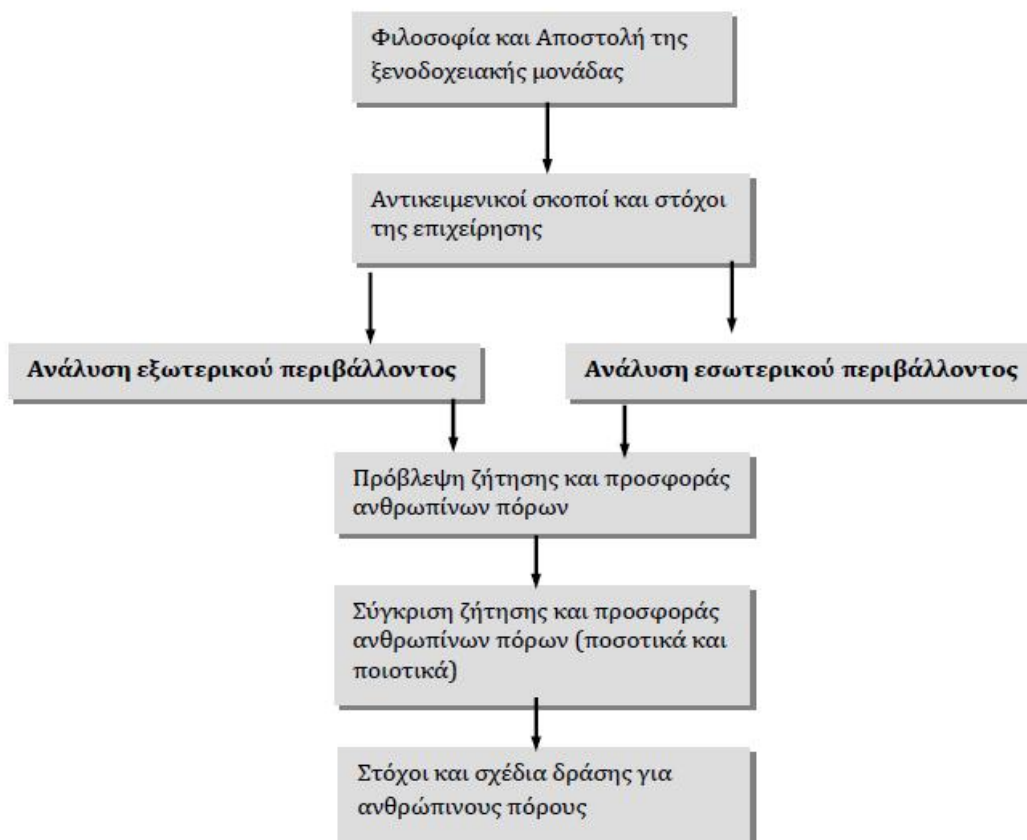 Φιλοσοφία και Αποστολή της
ξενοδοχειακής μονάδας
Αντικειμενικοί σκοποί και στόχοι
της επιχείρησης
Ανάλυση εξωτερικού περιβάλλοντος
Ανάλυση εσωτερικού περιβάλλοντος
Πρόβλεψη ζήτησης και προσφοράς
ανθρωπίνων πόρων
Σύγκριση ζήτησης και προσφοράς
ανθρωπίνων πόρων (ποσοτικά και
ποιοτικά)
Στόχοι και σχέδια δράσης για
ανθρώπινους πόρους